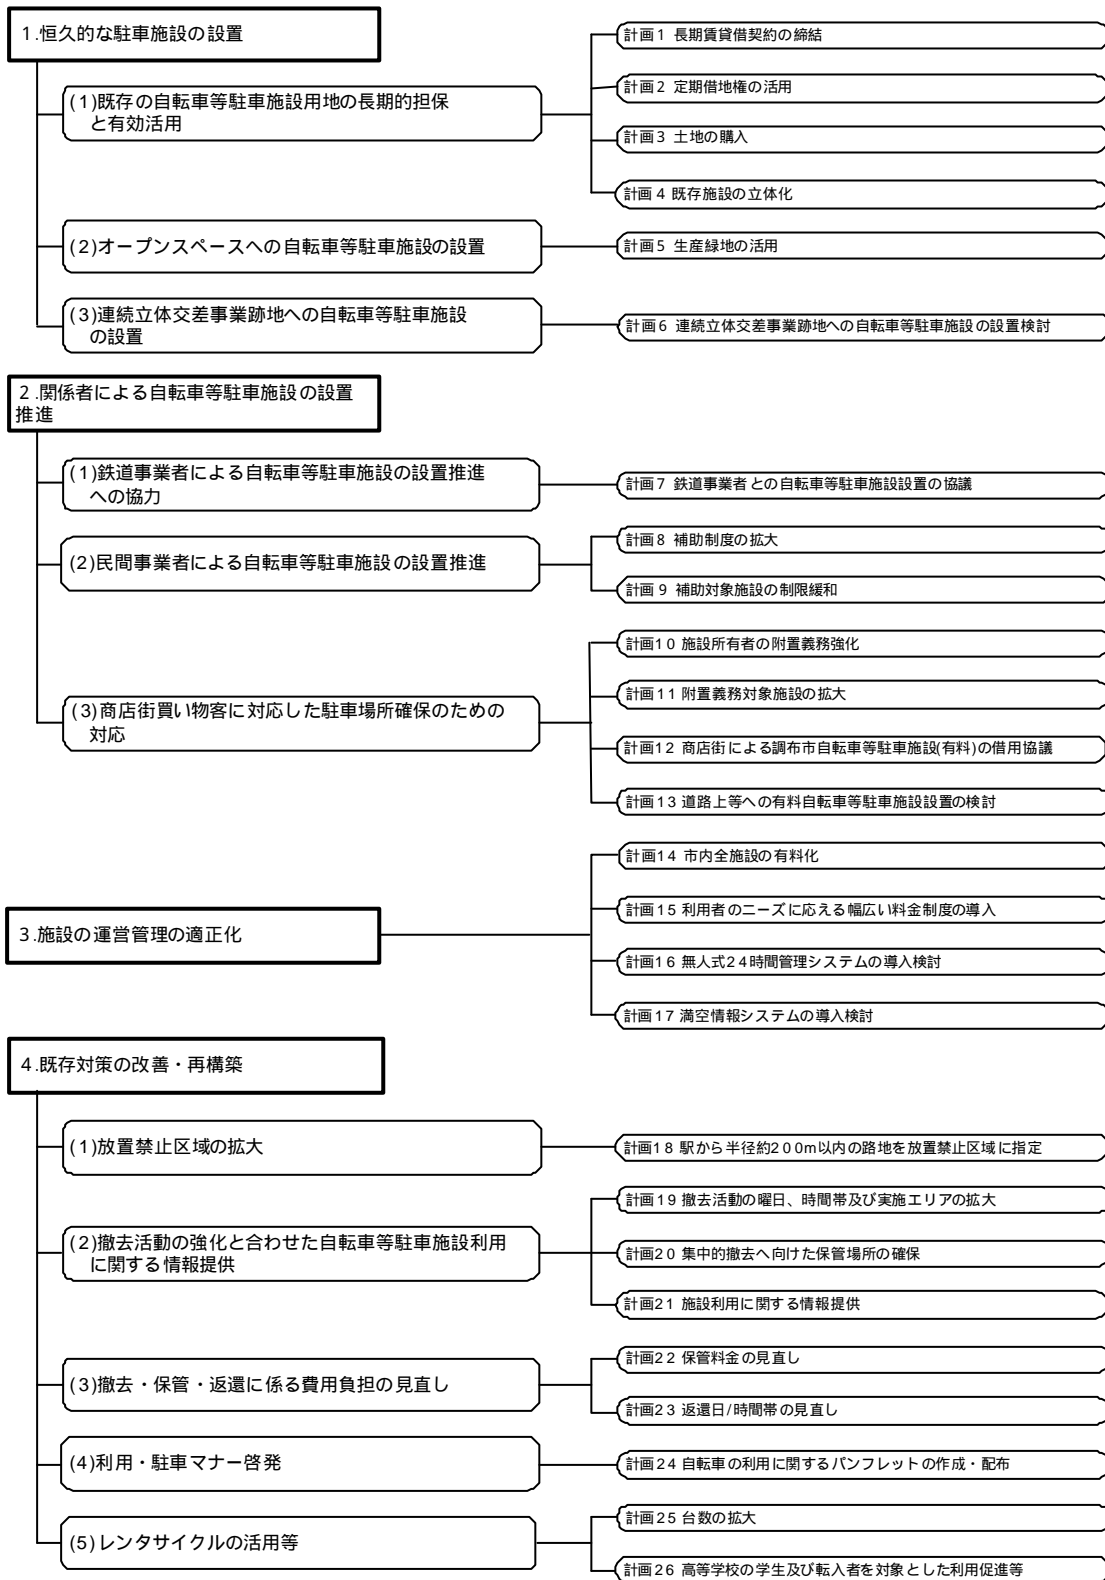 1.恒久的な駐車施設の設置
(1)既存の自転車等駐車施設用地の長期的担保
と有効活用
計画1 長期賃貸借契約の締結
計画2 定期借地権の活用
計画3 土地の購入
計画4 既存施設の立体化
(2)オープンスペースへの自転車等駐車施設の設置
計画5 生産緑地の活用
(3)連続立体交差事業跡地への自転車等駐車施設
の設置
計画6 連続立体交差事業跡地への自転車等駐車施設の設置検討
2.関係者による自転車等駐車施設の設置
推進
(1)鉄道事業者による自転車等駐車施設の設置推進
への協力
計画7 鉄道事業者との自転車等駐車施設設置の協議
(2)民間事業者による自転車等駐車施設の設置推進
計画8 補助制度の拡大
計画9 補助対象施設の制限緩和
(3)商店街買い物客に対応した駐車場所確保のための
対応
計画10 施設所有者の附置義務強化
計画11 附置義務対象施設の拡大
計画12 商店街による調布市自転車等駐車施設(有料)の借用協議
計画13 道路上等への有料自転車等駐車施設設置の検討
3.施設の運営管理の適正化
計画14 市内全施設の有料化
計画15 利用者のニーズに応える幅広い料金制度の導入
計画16 無人式24時間管理システムの導入検討
計画17 満空情報システムの導入検討
4.既存対策の改善・再構築
(1)放置禁止区域の拡大
計画18 駅から半径約200m以内の路地を放置禁止区域に指定
(2)撤去活動の強化と合わせた自転車等駐車施設利用
に関する情報提供
計画19 撤去活動の曜日、時間帯及び実施エリアの拡大
計画20 集中的撤去へ向けた保管場所の確保
計画21 施設利用に関する情報提供
(3)撤去・保管・返還に係る費用負担の見直し
計画22 保管料金の見直し
計画23 返還日/時間帯の見直し
(4)利用・駐車マナー啓発
計画24 自転車の利用に関するパンフレットの作成・配布
(5)レンタサイクルの活用等
計画25 台数の拡大
計画26 高等学校の学生及び転入者を対象とした利用促進等